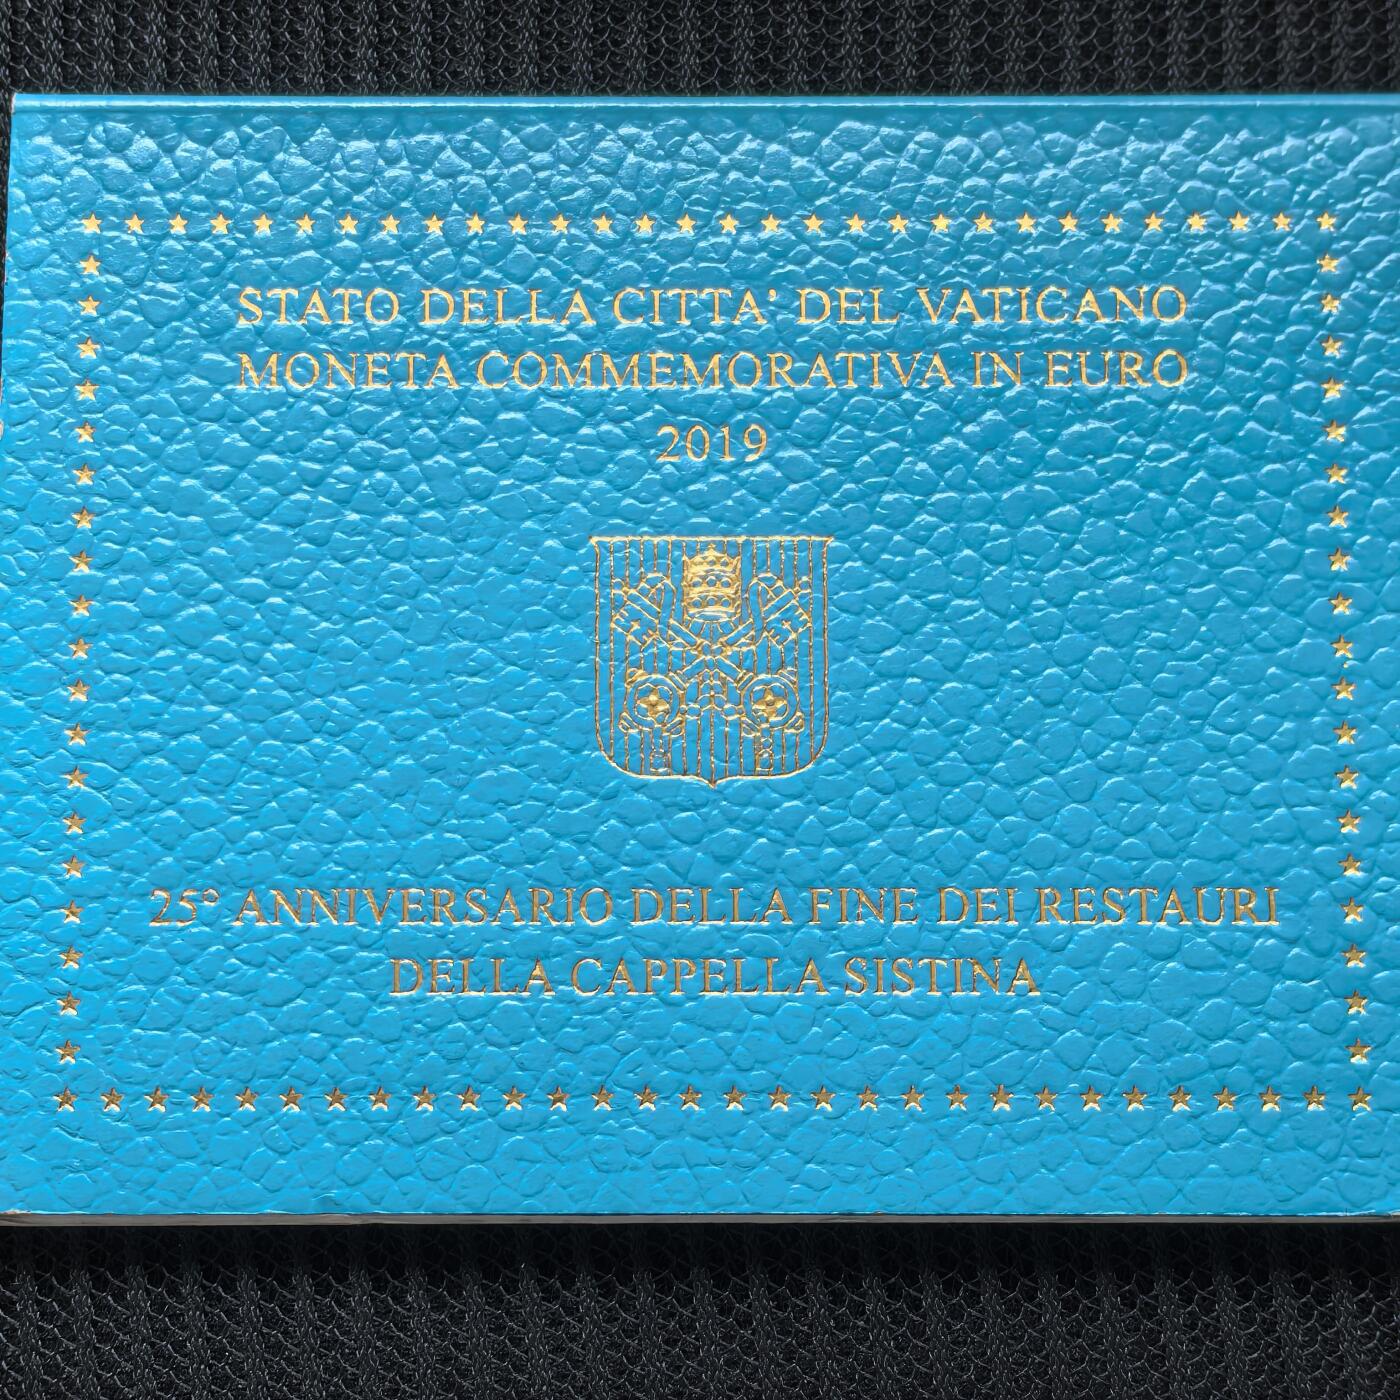 STATO DELLA CITTA' DEL VATICANO
MONETA COMMEMORATIVA IN EURO
2019
25° ANNIVERSARIO DELLA FINE DEI RESTAURI
DELLA CAPPELLA SISTINA